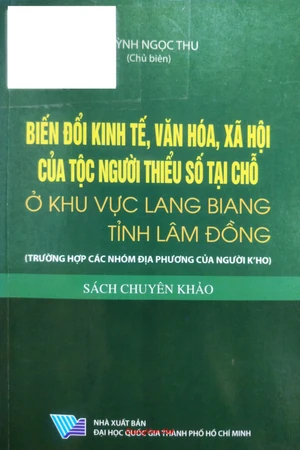 ỲNH NGỌC THU
(Chủ biên)
BIẾN ĐỔI KINH TẾ, VĂN HÓA, XÃ HỘI
CỦA TỘC NGƯỜI THIỂU SỐ TẠI CHỖ
Ở KHU VỰC LANG BIANG
TỈNH LÂM ĐỒNG
(TRƯỜNG HỢP CÁC NHÓM ĐỊA PHƯƠNG CỦA NGƯỜI K'HO)
SÁCH CHUYÊN KHẢO
NHÀ XUẤT BẢN
ĐẠI HỌC QUỐC GIA THÀNH PHỐ HỒ CHÍ MINH